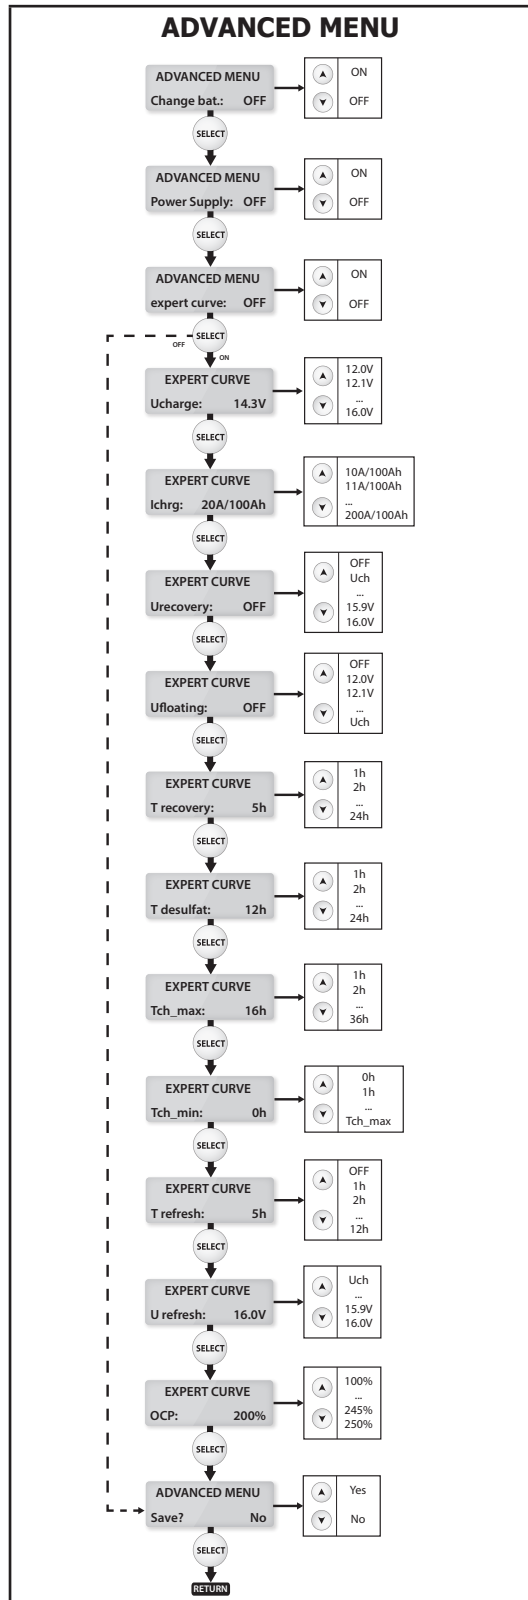 ADVANCED MENU
ADVANCED MENU
Change bat.: OFF
ON
OFF
SELECT
ADVANCED MENU
Power Supply: OFF
ON
OFF
SELECT
ADVANCED MENU
expert curve: OFF
ON
OFF
SELECT
OFF
ON
EXPERT CURVE
Ucharge: 14.3V
12.0V
12.1V
...
16.0V
SELECT
EXPERT CURVE
Ichrg: 20A/100Ah
10A/100Ah
11A/100Ah
...
200A/100Ah
SELECT
EXPERT CURVE
Urecovery: OFF
OFF
Uch
...
15.9V
16.0V
SELECT
EXPERT CURVE
Ufloating: OFF
OFF
12.0V
12.1V
...
Uch
SELECT
EXPERT CURVE
T recovery: 5h
1h
2h
...
24h
SELECT
EXPERT CURVE
T desulfat: 12h
1h
2h
...
24h
SELECT
EXPERT CURVE
Tch_max: 16h
1h
2h
...
36h
SELECT
EXPERT CURVE
Tch_min: 0h
0h
1h
...
Tch_max
SELECT
EXPERT CURVE
T refresh: 5h
OFF
1h
2h
...
12h
SELECT
EXPERT CURVE
U refresh: 16.0V
Uch
...
15.9V
16.0V
SELECT
EXPERT CURVE
OCP: 200%
100%
...
245%
250%
SELECT
ADVANCED MENU
Save? No
Yes
No
SELECT
RETURN